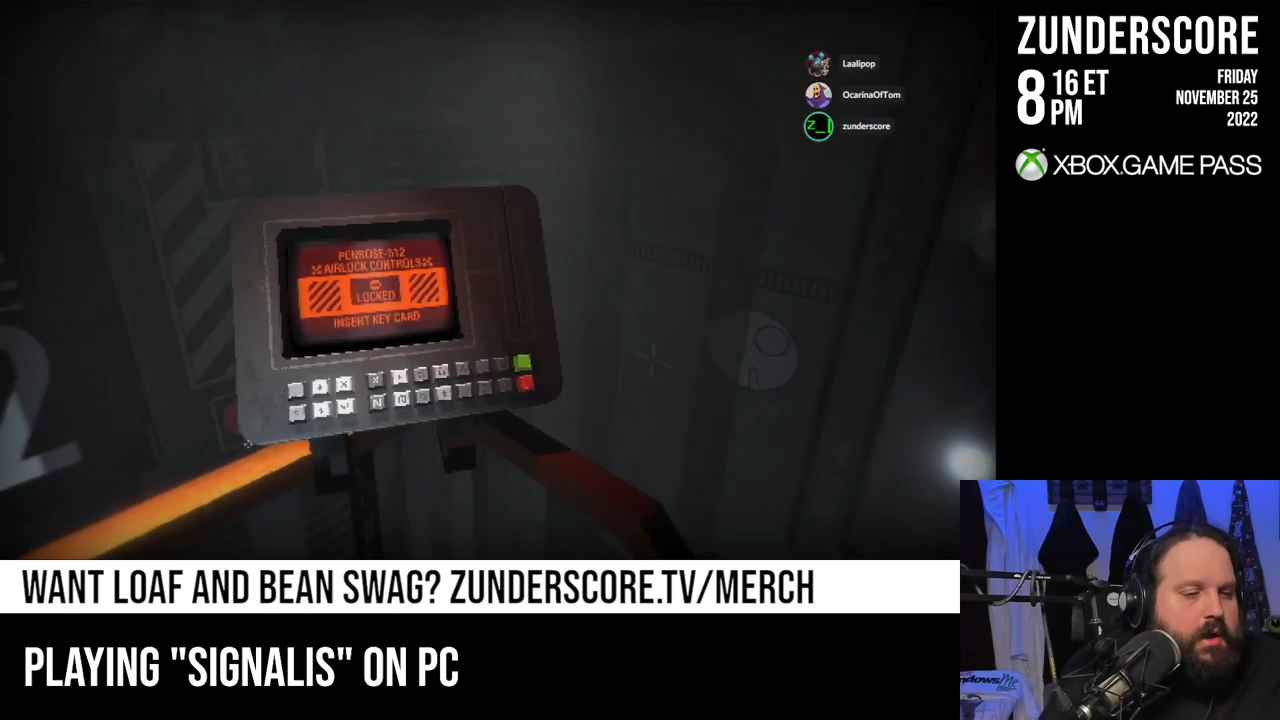 Laalipop
OcarinaOfTom
zunderscore
PENROSE-512
AIRLOCK CONTROLS
LOCKED
INSERT KEY CARD
2
ZUNDERSCORE
8 16 ET
PM
FRIDAY
NOVEMBER 25
2022
XBOX GAME PASS
WANT LOAF AND BEAN SWAG? ZUNDERSCORE.TV/MERCH
PLAYING "SIGNALIS" ON PC